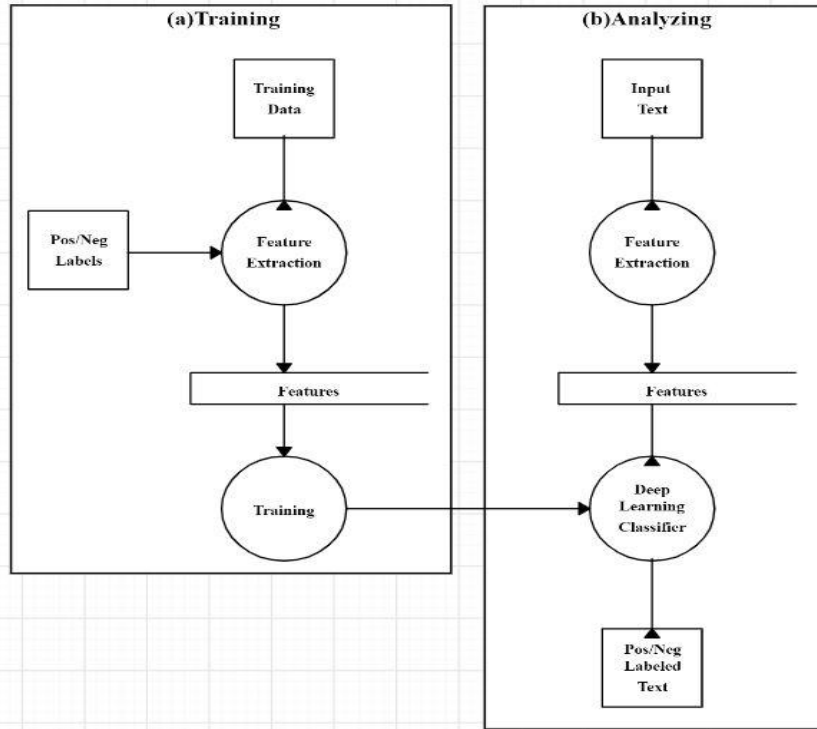 (a)Training
Training
Data
Pos/Neg
Labels
Feature
Extraction
Features
Training
(b)Analyzing
Input
Text
Feature
Extraction
Features
Deep
Learning
Classifier
Pos/Neg
Labeled
Text